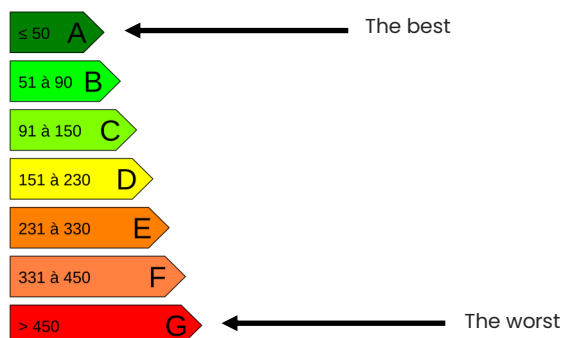 ≤ 50 A
The best
51 à 90 B
91 à 150 C
151 à 230 D
231 à 330 E
331 à 450 F
> 450 G
The worst